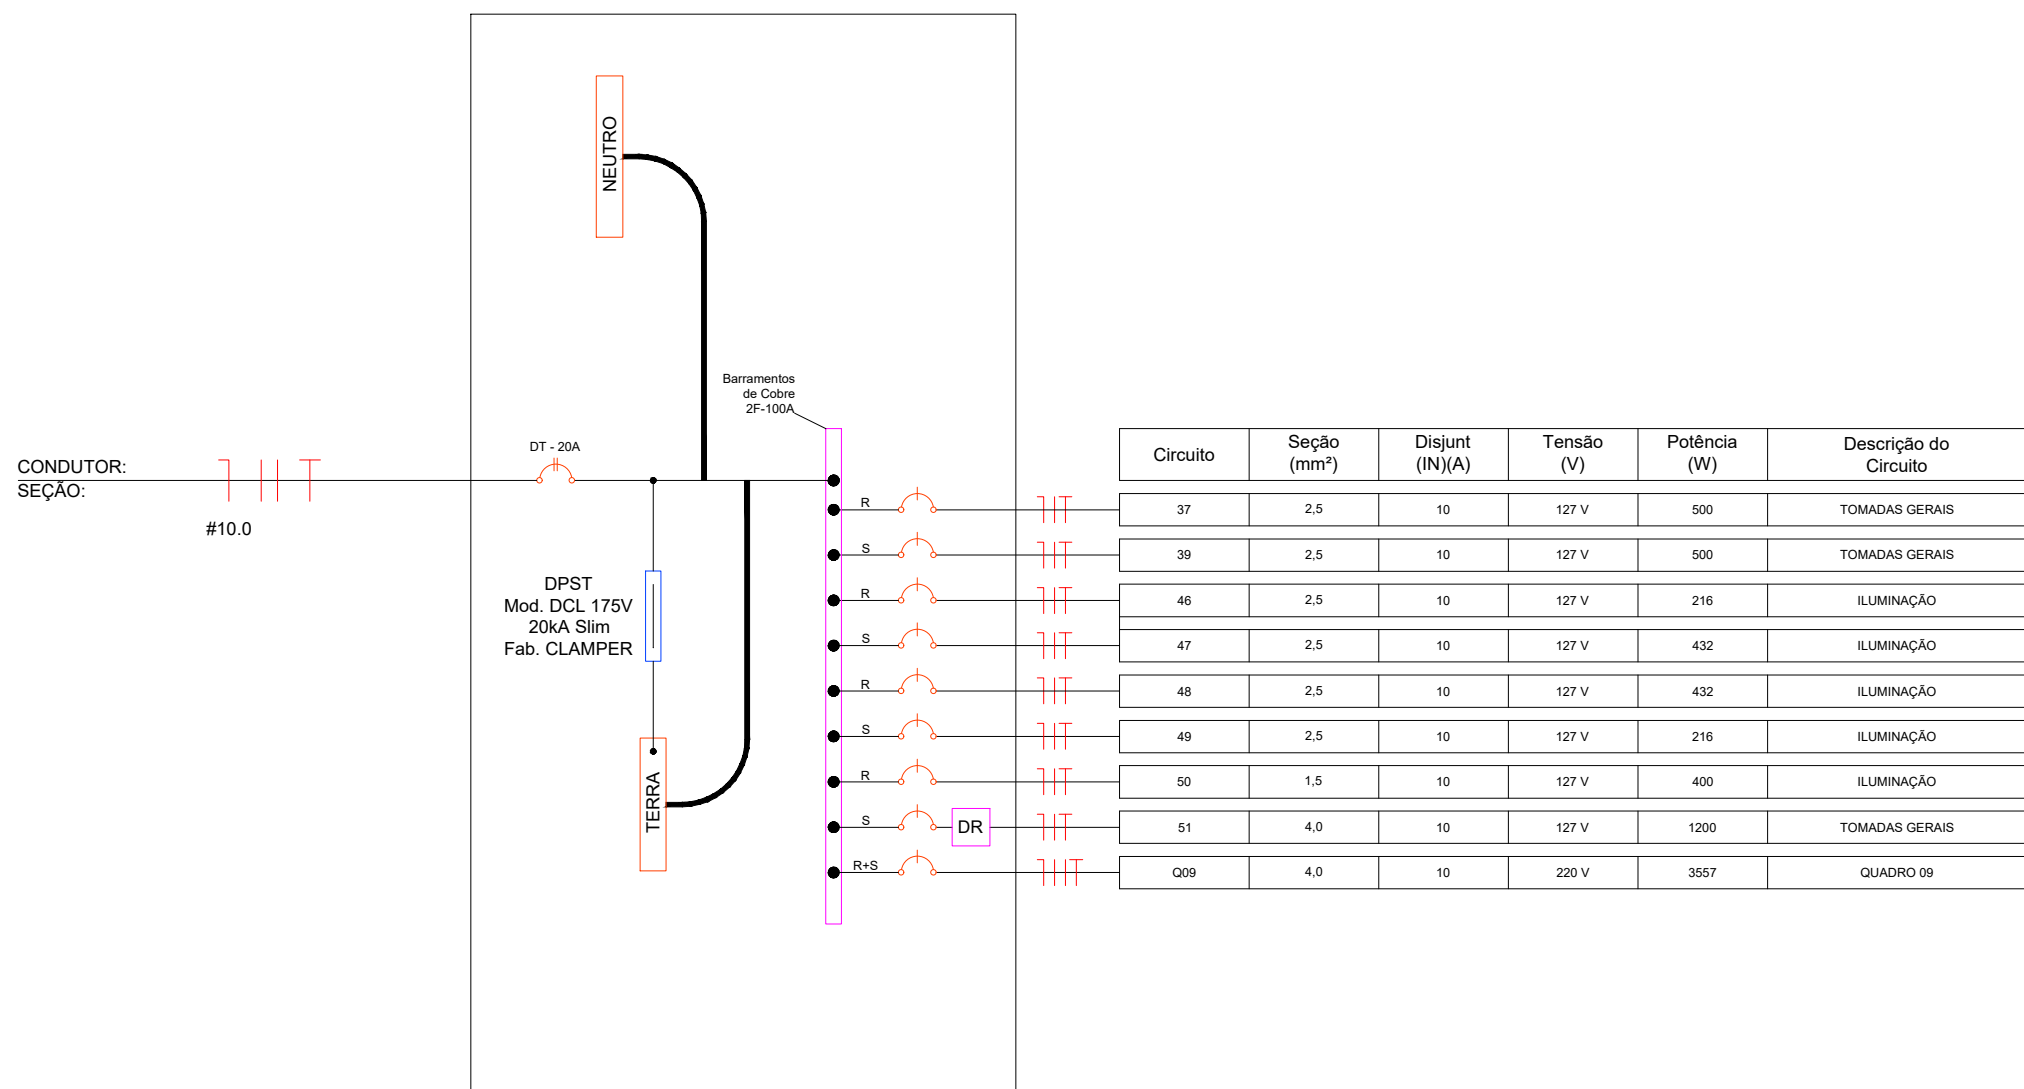 NEUTRO
Barramentos
de Cobre
2F-100A
DT - 20A
CONDUTOR:
SEÇÃO:
#10.0
DPST
Mod. DCL 175V
20kA Slim
Fab. CLAMPER
TERRA
Circuito Seção (mm²) Disjunt (IN)(A) Tensão (V) Potência (W) Descrição do Circuito
R 37 2,5 10 127 V 500 TOMADAS GERAIS
S 39 2,5 10 127 V 500 TOMADAS GERAIS
R 46 2,5 10 127 V 216 ILUMINAÇÃO
S 47 2,5 10 127 V 432 ILUMINAÇÃO
R 48 2,5 10 127 V 432 ILUMINAÇÃO
S 49 2,5 10 127 V 216 ILUMINAÇÃO
R 50 1,5 10 127 V 400 ILUMINAÇÃO
S DR 51 4,0 10 127 V 1200 TOMADAS GERAIS
R+S Q09 4,0 10 220 V 3557 QUADRO 09